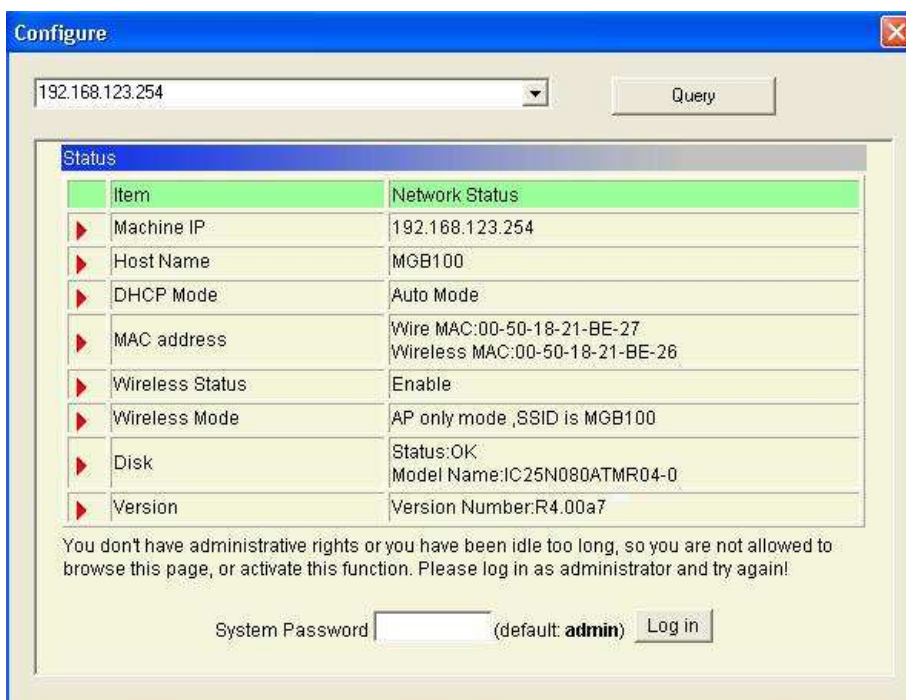 Configure
192.168.123.254
Query
Status
Item Network Status
Machine IP 192.168.123.254
Host Name MGB100
DHCP Mode Auto Mode
MAC address Wire MAC:00-50-18-21-BE-27
Wireless MAC:00-50-18-21-BE-26
Wireless Status Enable
Wireless Mode AP only mode ,SSID is MGB100
Disk Status:OK
Model Name:IC25N080ATMR04-0
Version Version Number:R4.00a7
You don't have administrative rights or you have been idle too long, so you are not allowed to
browse this page, or activate this function. Please log in as administrator and try again!
System Password (default: admin) Log in